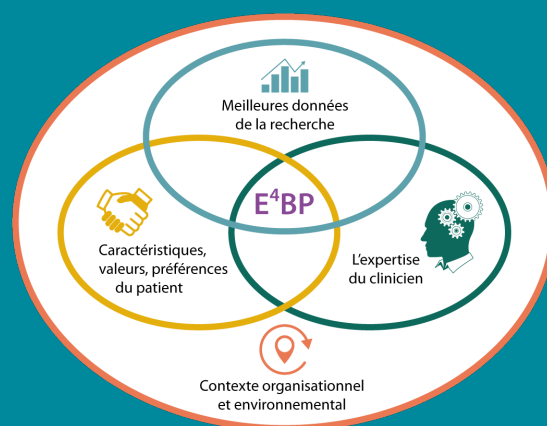 Meilleures données
de la recherche
E⁴BP
Caractéristiques,
valeurs, préférences
du patient
L'expertise
du clinicien
Contexte organisationnel
et environnemental